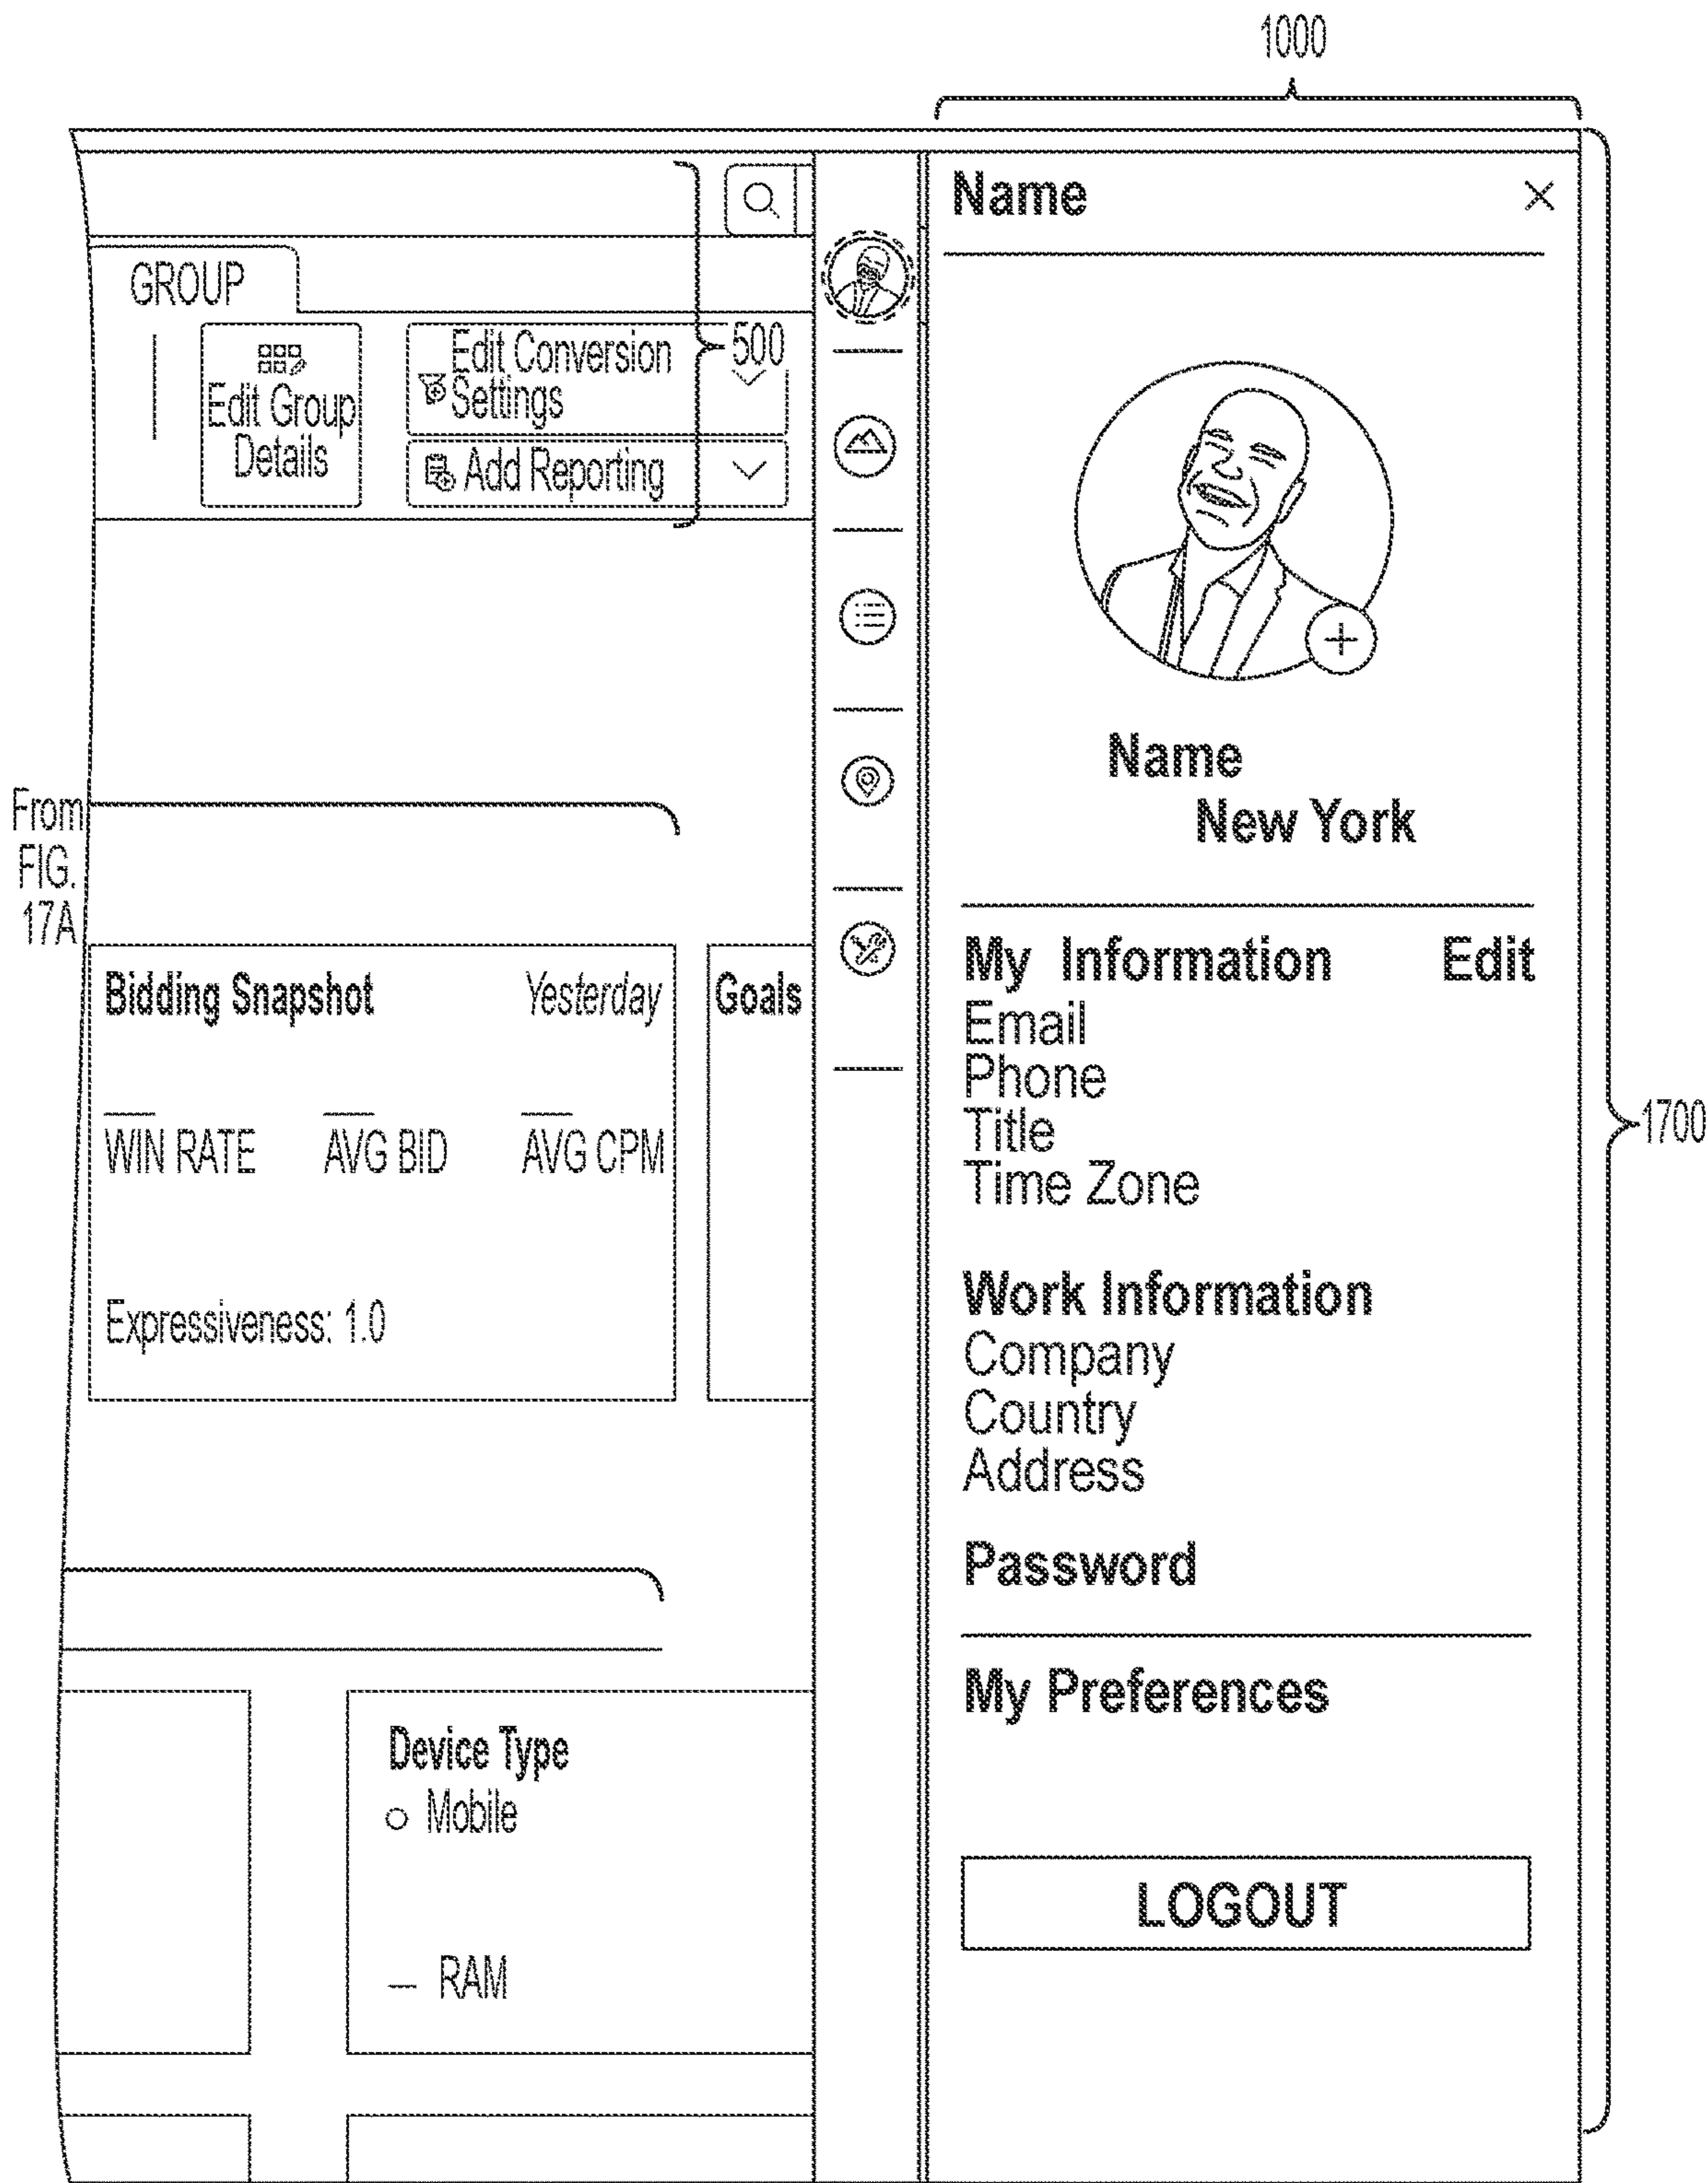 1000
Name
GROUP
Edit Group
Details
Edit Conversion
Settings
500
Add Reporting
From
FIG.
17A
Bidding Snapshot Yesterday
WIN RATE AVG BID AVG CPM
Expressiveness: 1.0
Goals
Device Type
Mobile
RAM
Name
New York
My Information Edit
Email
Phone
Title
Time Zone
Work Information
Company
Country
Address
Password
My Preferences
LOGOUT
1700